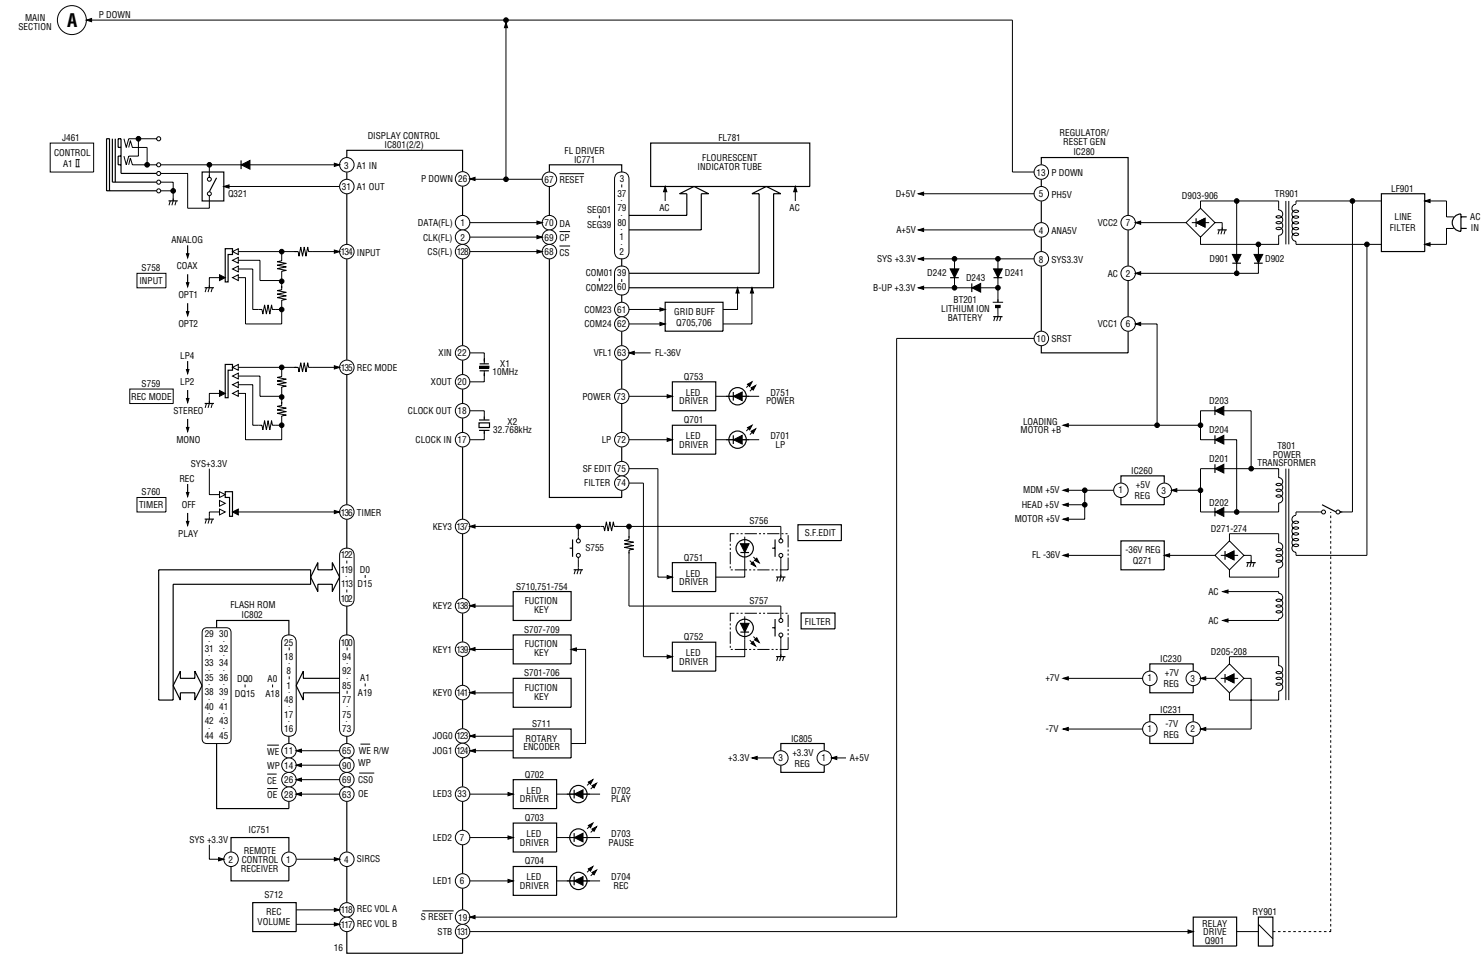 MAIN
SECTION
A
P DOWN
J461
CONTROL
A1 II
Q321
DISPLAY CONTROL
IC801(2/2)
3 A1 IN
31 A1 OUT
P DOWN 26
DATA(FL) 1
CLK(FL) 2
CS(FL) 128
FL DRIVER
IC771
67 RESET
70 DA
69 CP
68 CS
SEG01
SEG39
3
37
79
80
1
2
COM01 39
COM22 60
COM23 61
COM24 62
VFL1 63
FL-36V
POWER 73
LP 72
SF EDIT 75
FILTER 74
FL781
FLOURESCENT
INDICATOR TUBE
AC
AC
GRID BUFF
Q705,706
Q753
LED
DRIVER
D751
POWER
Q701
LED
DRIVER
D701
LP
REGULATOR/
RESET GEN
IC280
13 P DOWN
5 PH5V
4 ANA5V
8 SYS3.3V
10 SRST
VCC2 7
AC 2
VCC1 6
D+5V
A+5V
SYS +3.3V
D242
D243
D241
B-UP +3.3V
BT201
LITHIUM ION
BATTERY
D903-906
TR901
D901
D902
LF901
LINE
FILTER
AC
IN
ANALOG
COAX
OPT1
OPT2
S758
INPUT
134 INPUT
LP4
LP2
STEREO
MONO
S759
REC MODE
135 REC MODE
SYS+3.3V
REC
OFF
PLAY
S760
TIMER
136 TIMER
XIN 22
XOUT 20
X1
10MHz
CLOCK OUT 18
CLOCK IN 17
X2
32.768kHz
KEY3 137
S755
S756
S.F.EDIT
Q751
LED
DRIVER
S757
FILTER
Q752
LED
DRIVER
122
119
113
102
D0
D15
FLASH ROM
IC802
29 30
31 32
33 34
35 36
38 39
40 41
42 43
44 45
DQ0
DQ15
A0
A18
25
18
8
1
48
17
16
100
94
92
85
77
75
73
A1
A19
WE 11
WP 14
CE 26
OE 28
65 WE R/W
90 WP
69 CS0
63 OE
KEY2 138
S710,751-754
FUCTION
KEY
KEY1 139
S707-709
FUCTION
KEY
KEY0 141
S701-706
FUCTION
KEY
JOG0 123
JOG1 124
S711
ROTARY
ENCODER
LED3 33
Q702
LED
DRIVER
D702
PLAY
LED2 7
Q703
LED
DRIVER
D703
PAUSE
LED1 6
Q704
LED
DRIVER
D704
REC
S RESET 19
STB 131
SYS +3.3V
IC751
2
REMOTE
CONTROL
RECEIVER
1
4 SIRCS
S712
REC
VOLUME
118 REC VOL A
117 REC VOL B
16
IC805
+3.3V
3
+3.3V
REG
1
A+5V
LOADING
MOTOR +B
D203
D204
D201
D202
T801
POWER
TRANSFORMER
IC260
1
+5V
REG
3
MDM +5V
HEAD +5V
MOTOR +5V
D271-274
FL -36V
-36V REG
Q271
AC
AC
D205-208
IC230
+7V
1
+7V
REG
3
IC231
-7V
1
-7V
REG
2
RELAY
DRIVE
Q901
RY901